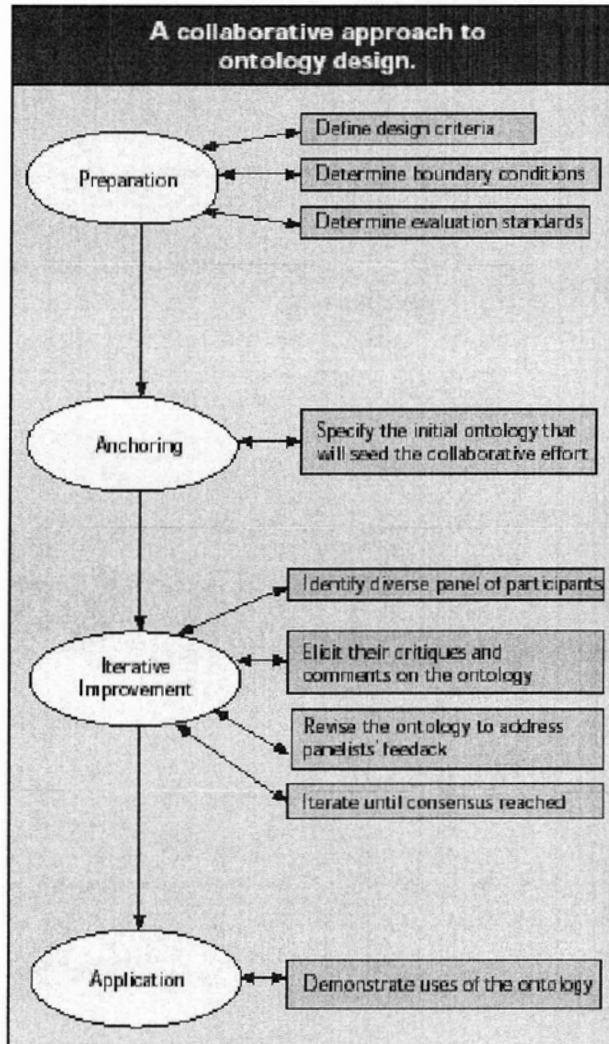 A collaborative approach to
ontology design.
Preparation
Define design criteria
Determine boundary conditions
Determine evaluation standards
Anchoring
Specify the initial ontology that
will seed the collaborative effort
Iterative
Improvement
Identify diverse panel of participants
Elicit their critiques and
comments on the ontology
Revise the ontology to address
panelists' feedack
Iterate until consensus reached
Application
Demonstrate uses of the ontology